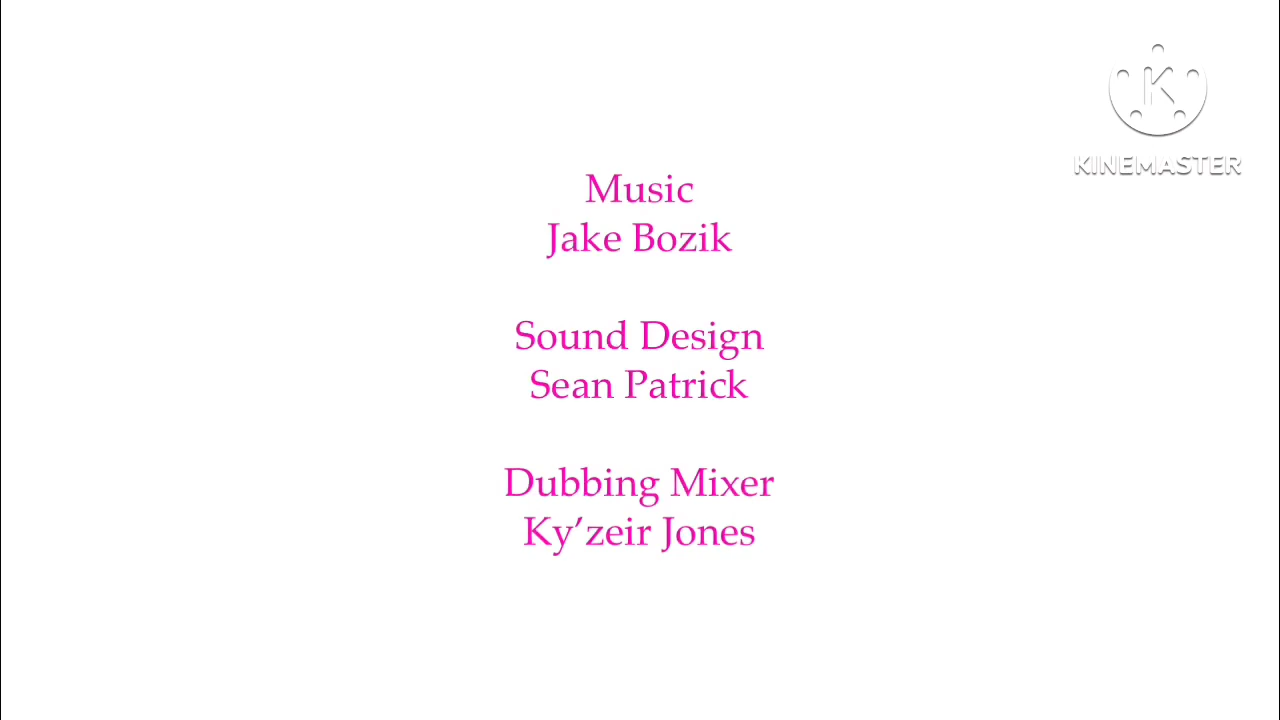 KINEMASTER
Music
Jake Bozik
Sound Design
Sean Patrick
Dubbing Mixer
Ky’zeir Jones